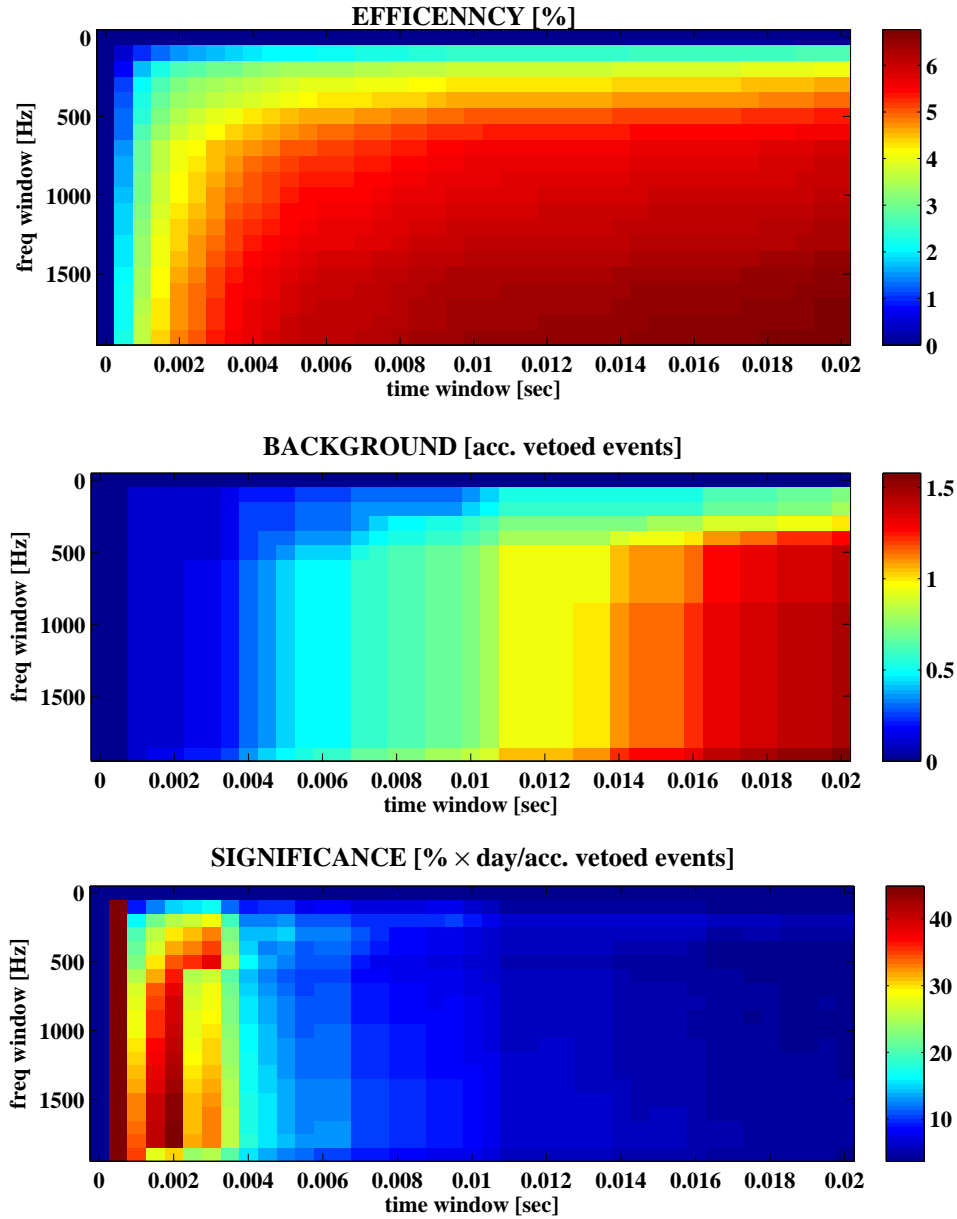 EFFICENNCY [%]
0
500
1000
1500
freq window [Hz]
0 0.002 0.004 0.006 0.008 0.01 0.012 0.014 0.016 0.018 0.02
time window [sec]
6
5
4
3
2
1
0
BACKGROUND [acc. vetoed events]
0
500
1000
1500
freq window [Hz]
0 0.002 0.004 0.006 0.008 0.01 0.012 0.014 0.016 0.018 0.02
time window [sec]
1.5
1
0.5
0
SIGNIFICANCE [% × day/acc. vetoed events]
0
500
1000
1500
freq window [Hz]
0 0.002 0.004 0.006 0.008 0.01 0.012 0.014 0.016 0.018 0.02
time window [sec]
40
30
20
10